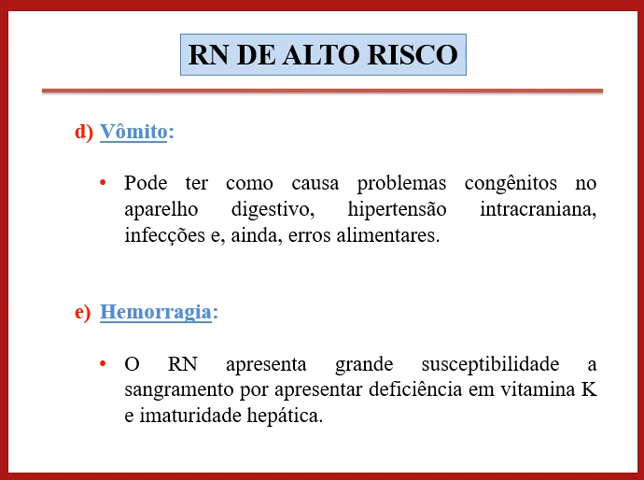 RN DE ALTO RISCO
d) Vômito:
• Pode ter como causa problemas congênitos no
aparelho digestivo, hipertensão intracraniana,
infecções e, ainda, erros alimentares.
e) Hemorragia:
• O RN apresenta grande susceptibilidade a
sangramento por apresentar deficiência em vitamina K
e imaturidade hepática.